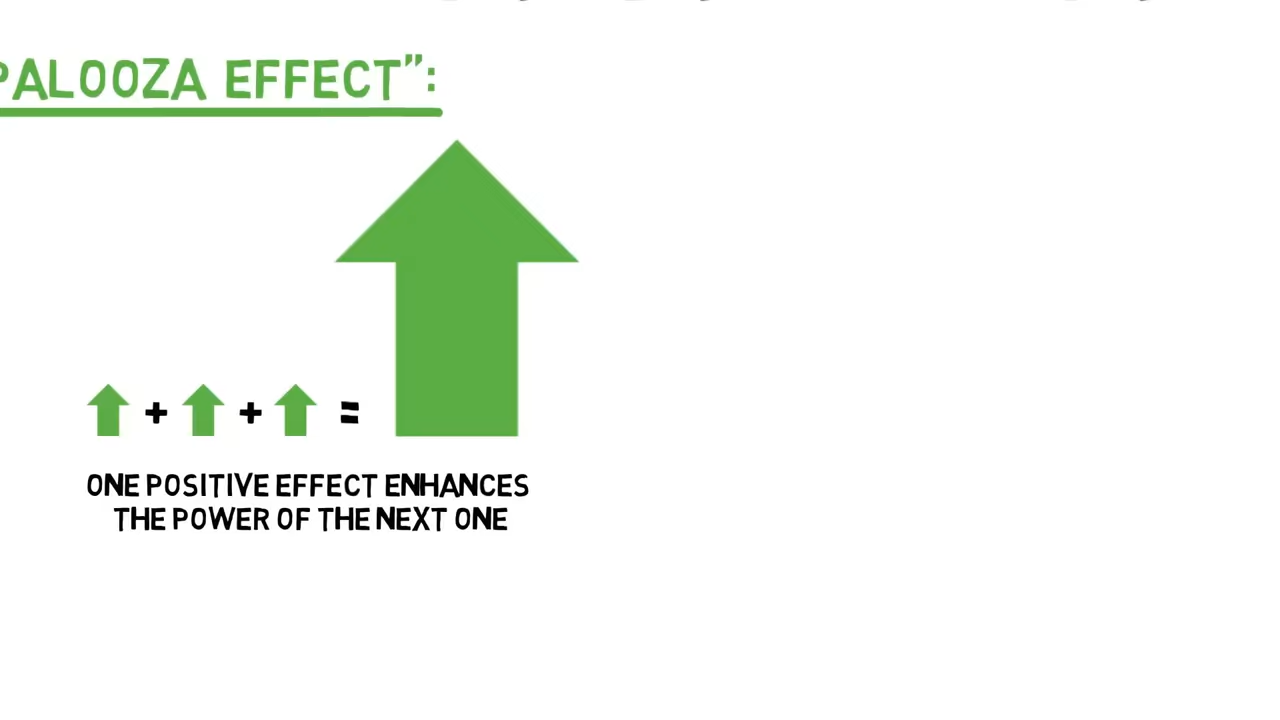 PALOOZA EFFECT”:
+ + =
ONE POSITIVE EFFECT ENHANCES
THE POWER OF THE NEXT ONE